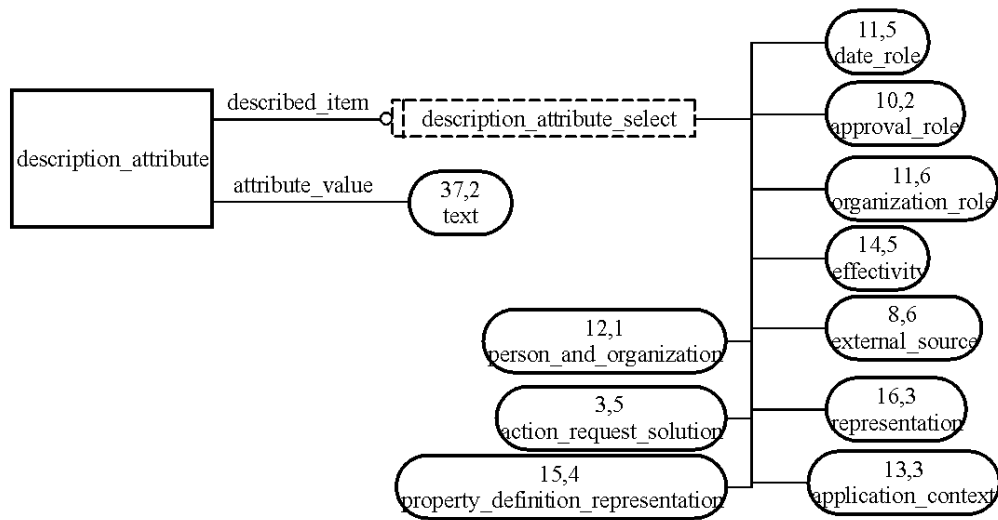 11,5
date_role
described_item
description_attribute_select
10,2
approval_role
description_attribute
attribute_value
37,2
text
11,6
organization_role
14,5
effectivity
12,1
person_and_organization
8,6
external_source
3,5
action_request_solution
16,3
representation
15,4
property_definition_representation
13,3
application_context